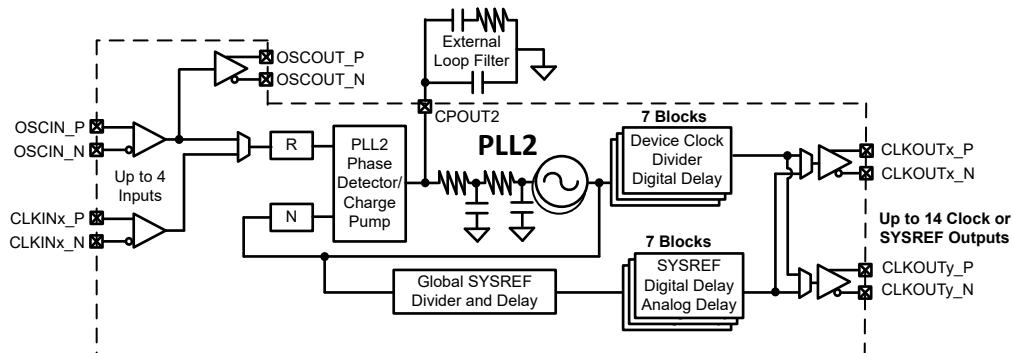 OSCOUT_P
OSCOUT_N
External
Loop Filter
CPOUT2
OSCIN_P
OSCIN_N
Up to 4
Inputs
CLKINx_P
CLKINx_N
R
N
PLL2
Phase
Detector/
Charge
Pump
PLL2
7 Blocks
Device Clock
Divider
Digital Delay
CLKOUTx_P
CLKOUTx_N
Up to 14 Clock or
SYSREF Outputs
Global SYSREF
Divider and Delay
7 Blocks
SYSREF
Digital Delay
Analog Delay
CLKOUTy_P
CLKOUTy_N